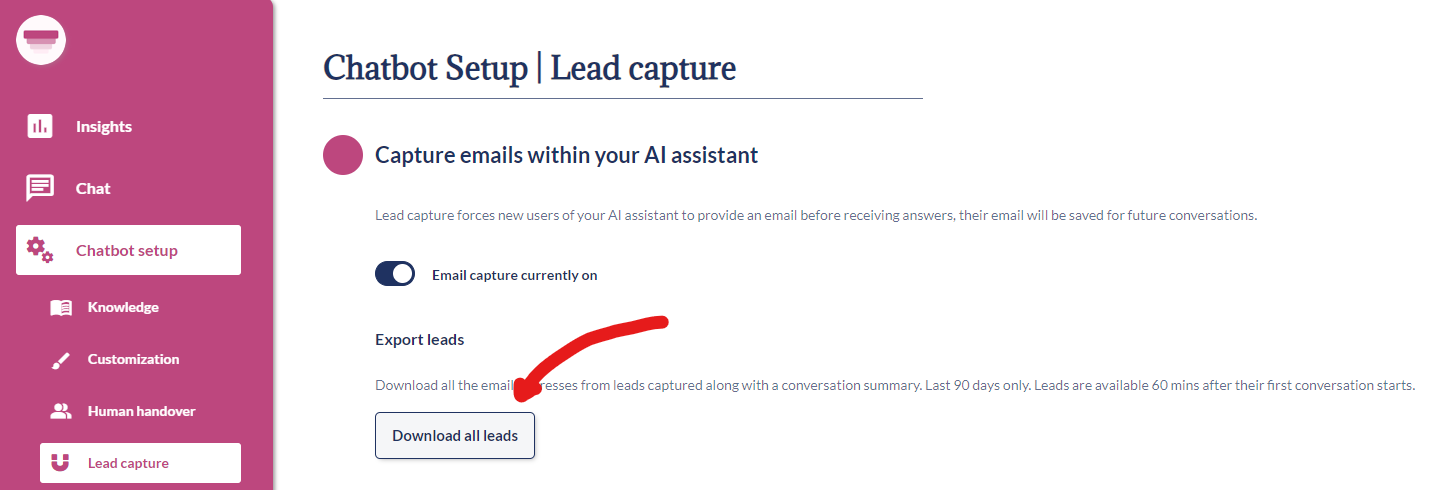 Chatbot Setup | Lead capture
Insights
Chat
Chatbot setup
Knowledge
Customization
Human handover
Lead capture
Capture emails within your AI assistant
Lead capture forces new users of your AI assistant to provide an email before receiving answers, their email will be saved for future conversations.
Email capture currently on
Export leads
Download all the email resses from leads captured along with a conversation summary. Last 90 days only. Leads are available 60 mins after their first conversation starts.
Download all leads